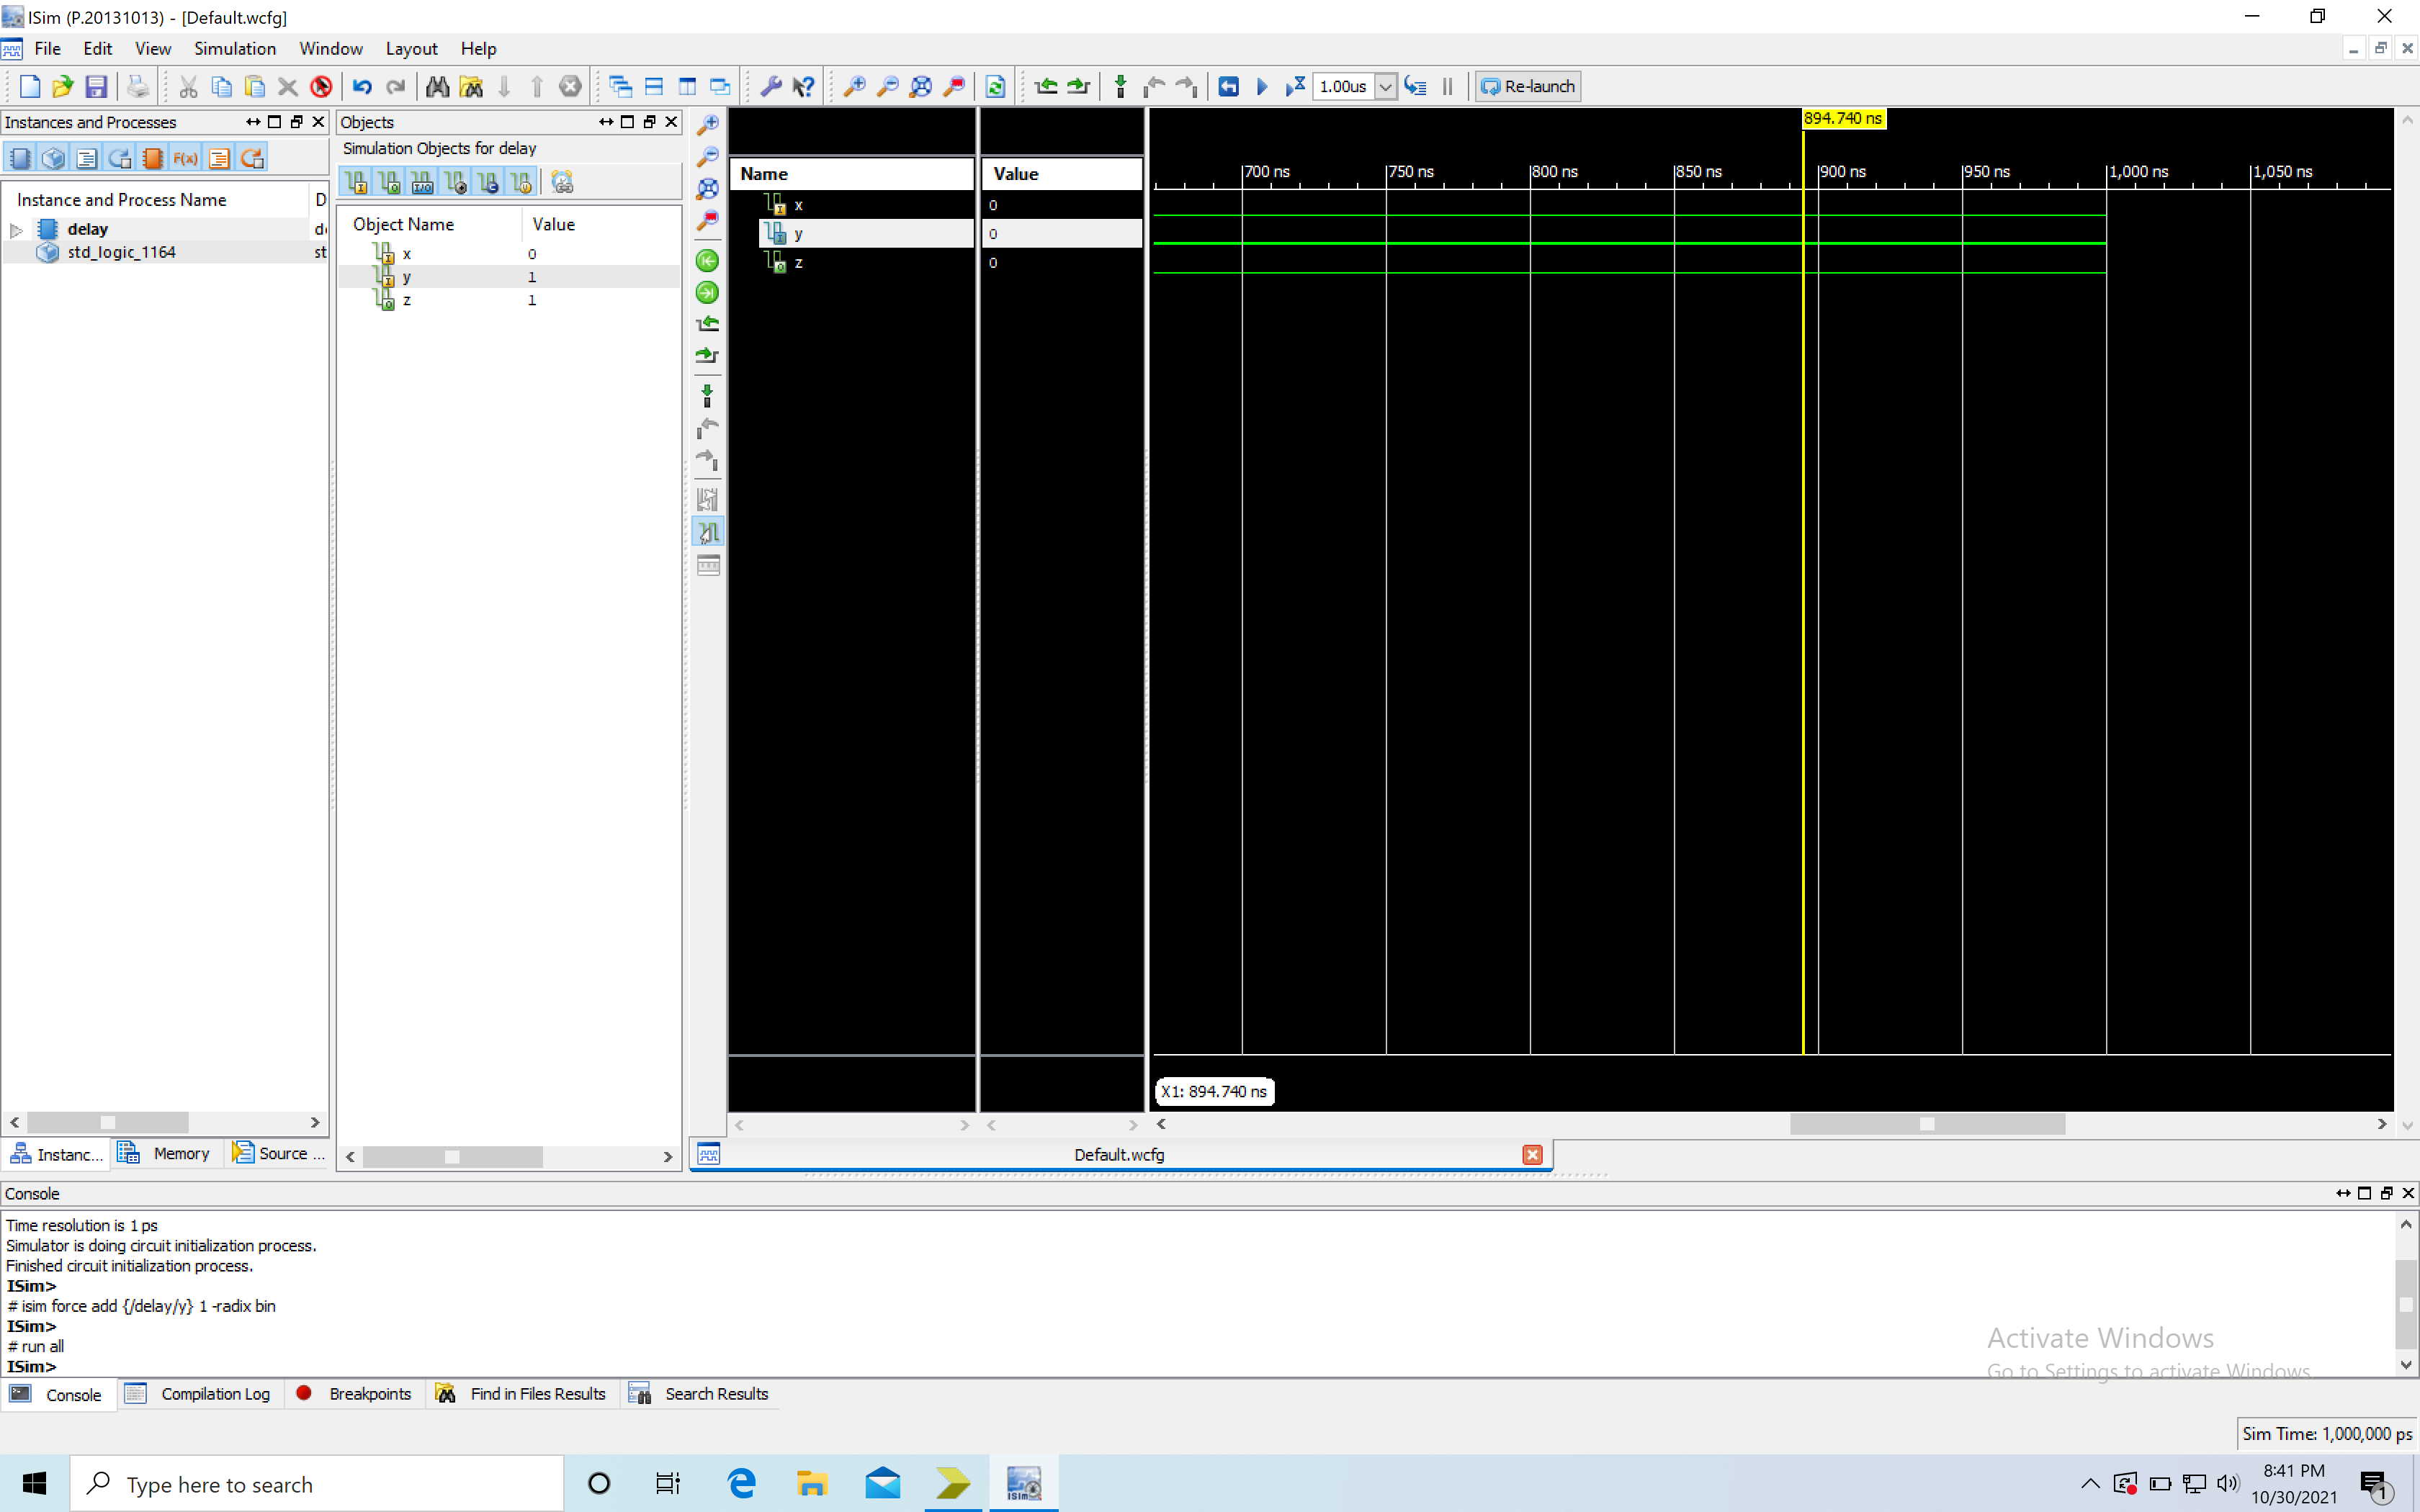 ISim (P.20131013) - [Default.wcfg]
File Edit View Simulation Window Layout Help
1.00us Re-launch
Instances and Processes
Instance and Process Name D
delay
std_logic_1164 st
Instanc... Memory Source ...
Objects
Simulation Objects for delay
Object Name Value
x 0
y 1
z 1
Name Value
x 0
y 0
z 0
894.740 ns
700 ns 750 ns 800 ns 850 ns 900 ns 950 ns 1,000 ns 1,050 ns
X1: 894.740 ns
Default.wcfg
Console
Time resolution is 1 ps
Simulator is doing circuit initialization process.
Finished circuit initialization process.
ISim>
# isim force add {/delay/y} 1 -radix bin
ISim>
# run all
ISim>
Activate Windows
Go to Settings to activate Windows.
Console Compilation Log Breakpoints Find in Files Results Search Results
Sim Time: 1,000,000 ps
Type here to search
8:41 PM
10/30/2021
1